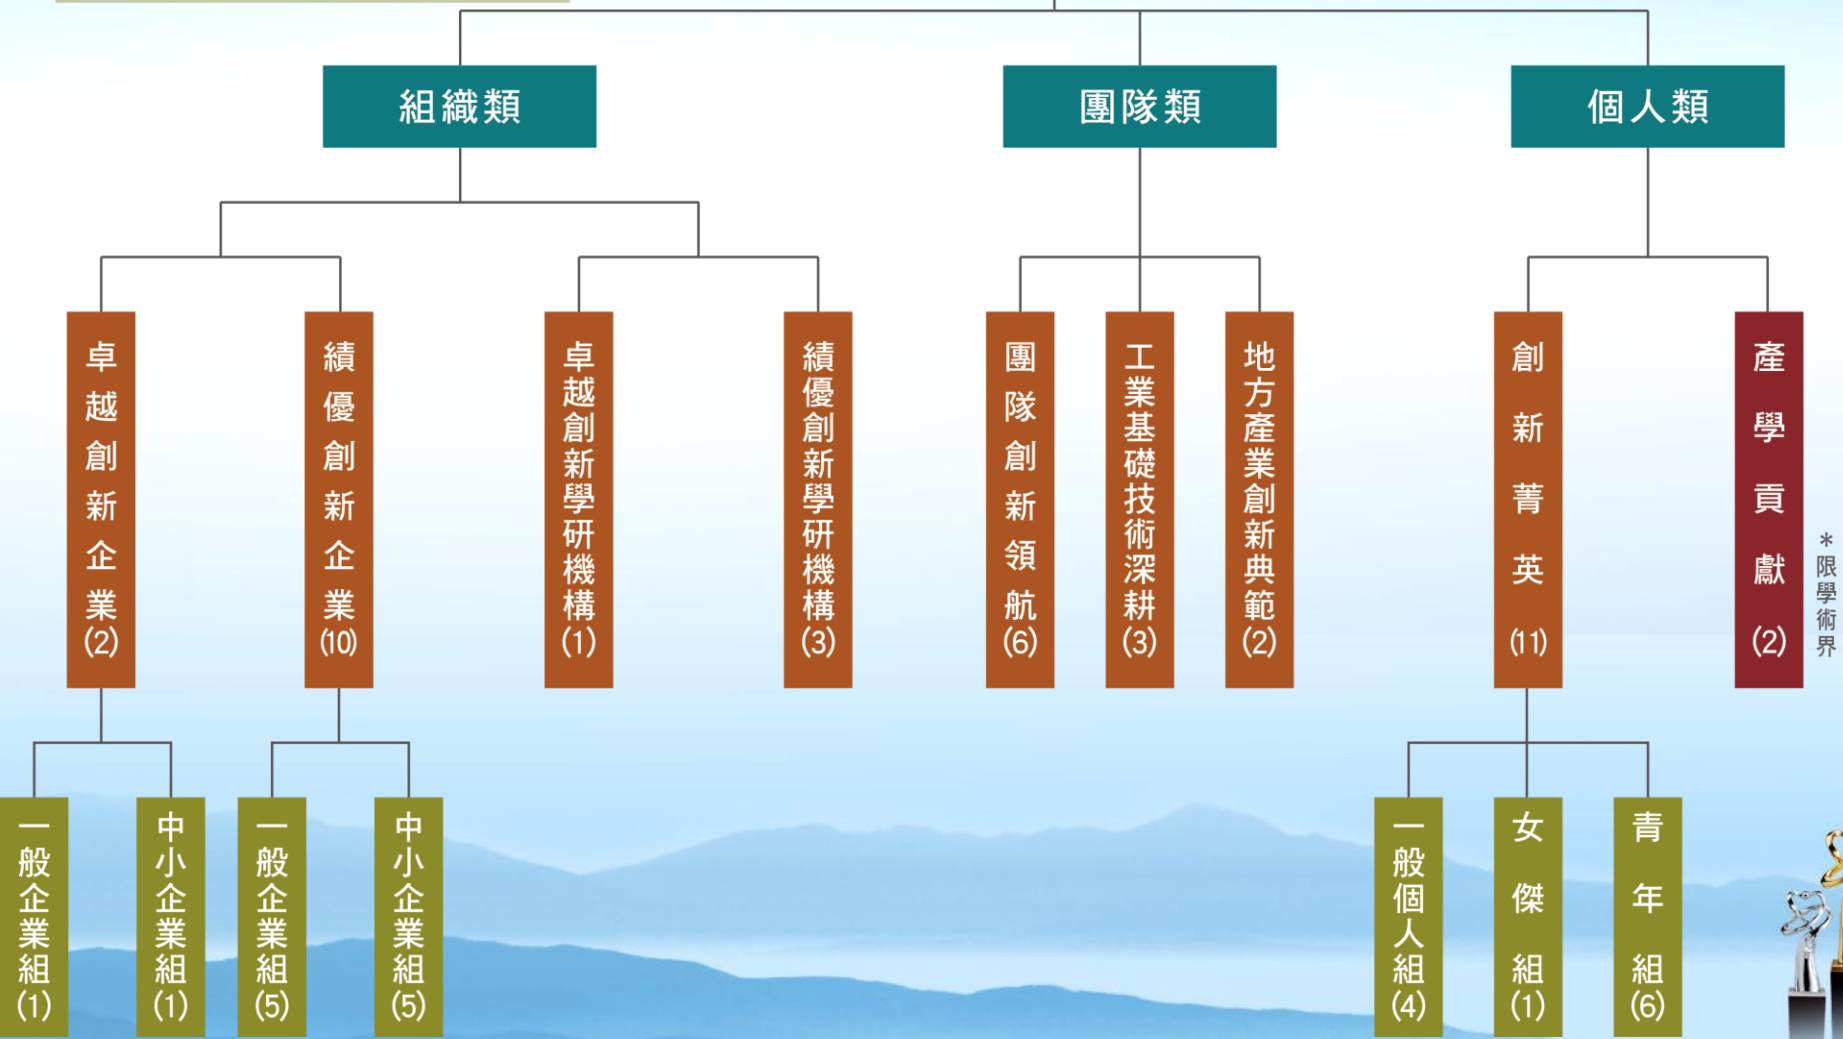 組織類
團隊類
個人類
卓越創新企業(2)
績優創新企業(10)
卓越創新學研機構(1)
績優創新學研機構(3)
團隊創新領航(6)
工業基礎技術深耕(3)
地方產業創新典範(2)
創新菁英(11)
產學貢獻(2)
*限學術界
一般企業組(1)
中小企業組(1)
一般企業組(5)
中小企業組(5)
一般個人組(4)
女傑組(1)
青年組(6)